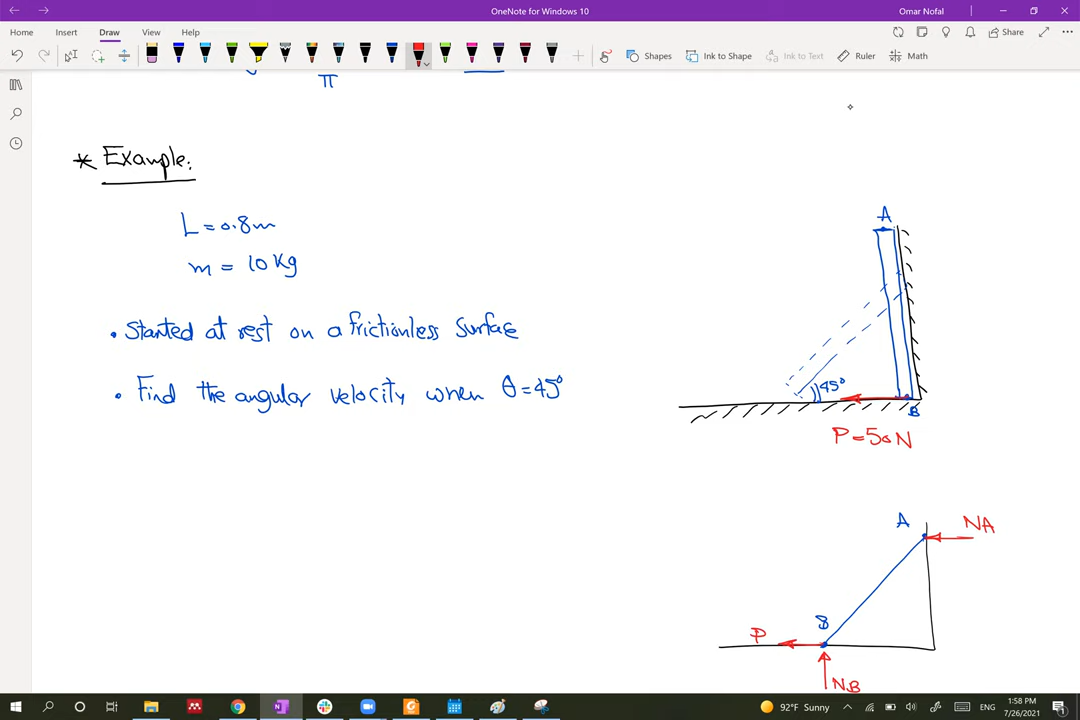 OneNote for Windows 10
Omar Nofal
Home Insert Draw View Help
Share
Shapes Ink to Shape Ink to Text Ruler Math
π
* Example:
L = 0.8m
m = 10 Kg
• Started at rest on a frictionless surface
• Find the angular velocity when θ = 45°
A
45°
B
P = 50 N
A
NA
B
P
NB
92°F Sunny
ENG
1:58 PM
7/26/2021